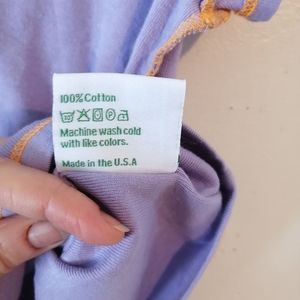 100% Cotton
Machine wash cold
with like colors.
Made in the U.S.A